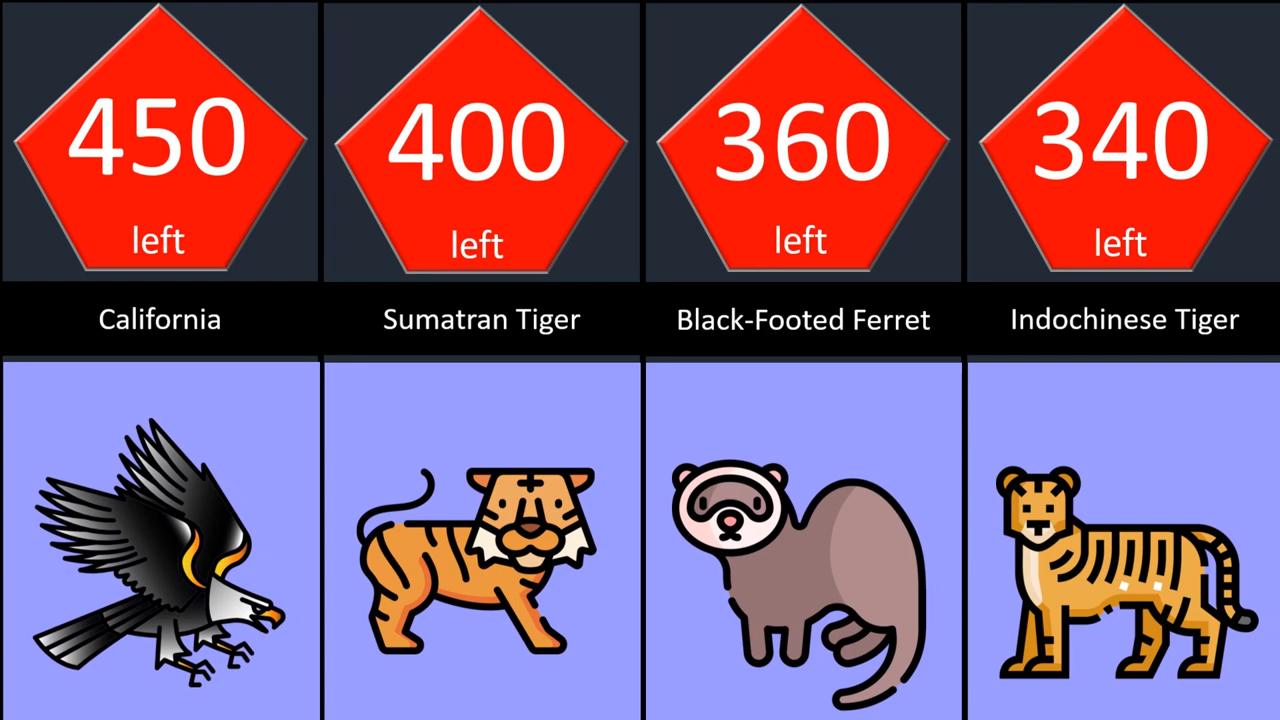 450
left
California
400
left
Sumatran Tiger
360
left
Black-Footed Ferret
340
left
Indochinese Tiger